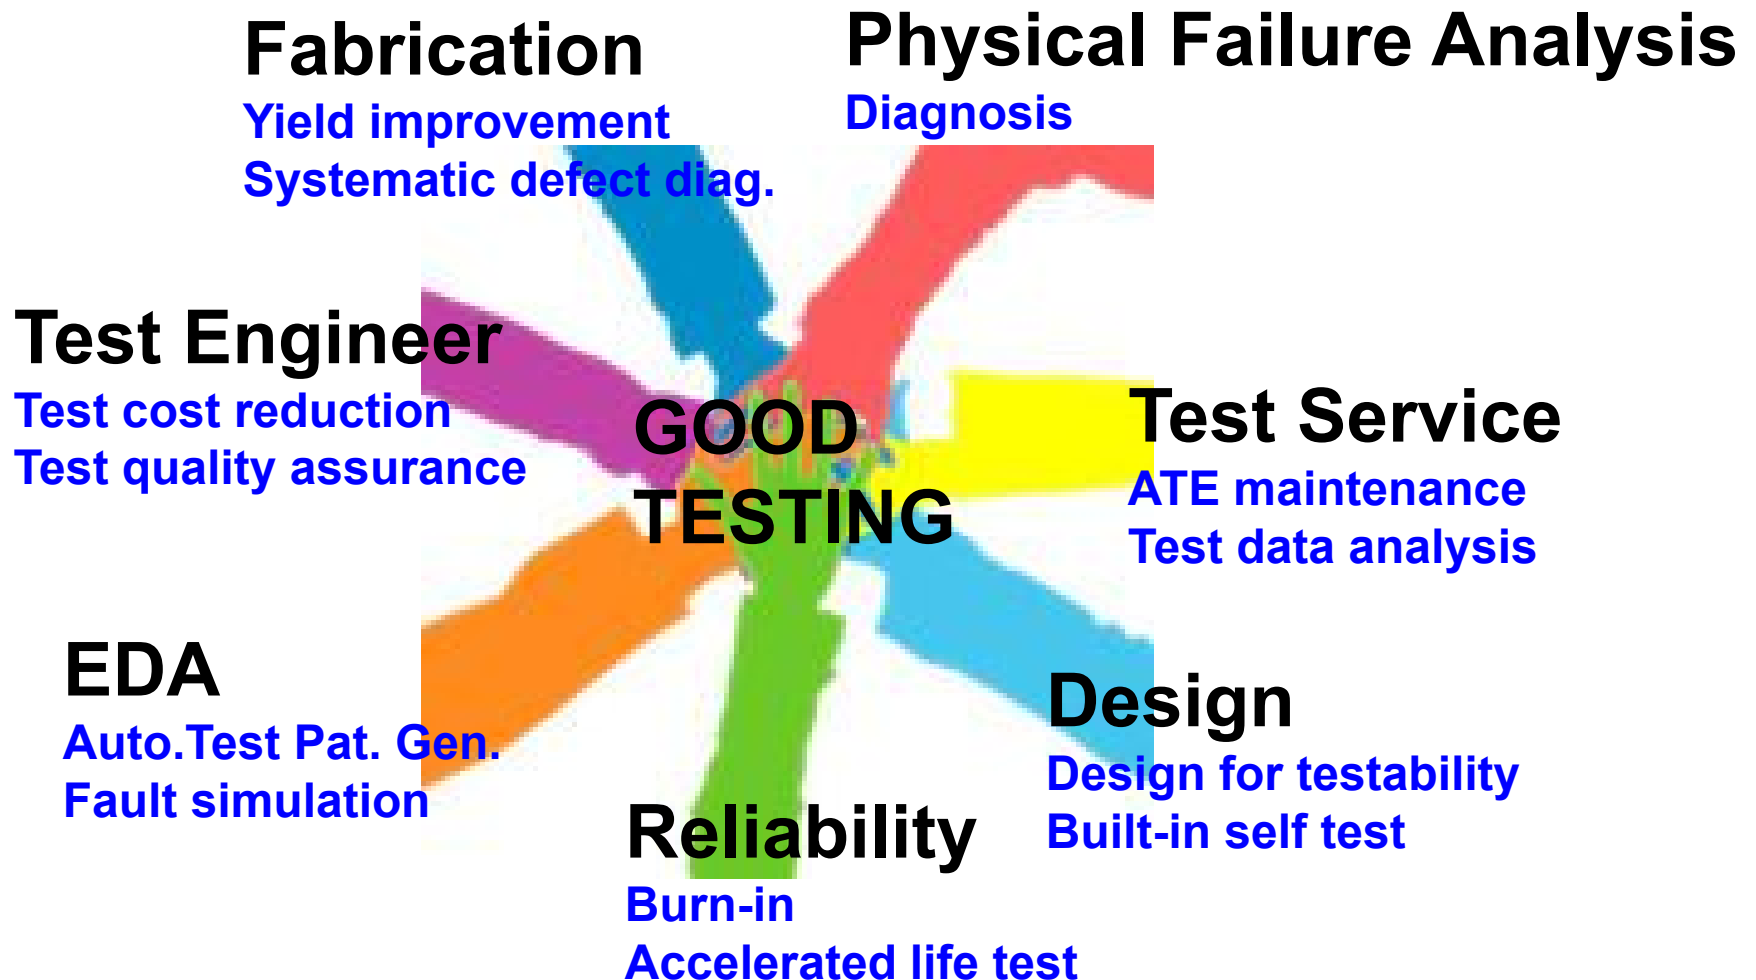 Fabrication
Yield improvement
Systematic defect diag.
Physical Failure Analysis
Diagnosis
Test Engineer
Test cost reduction
Test quality assurance
GOOD
TESTING
Test Service
ATE maintenance
Test data analysis
EDA
Auto.Test Pat. Gen.
Fault simulation
Design
Design for testability
Built-in self test
Reliability
Burn-in
Accelerated life test